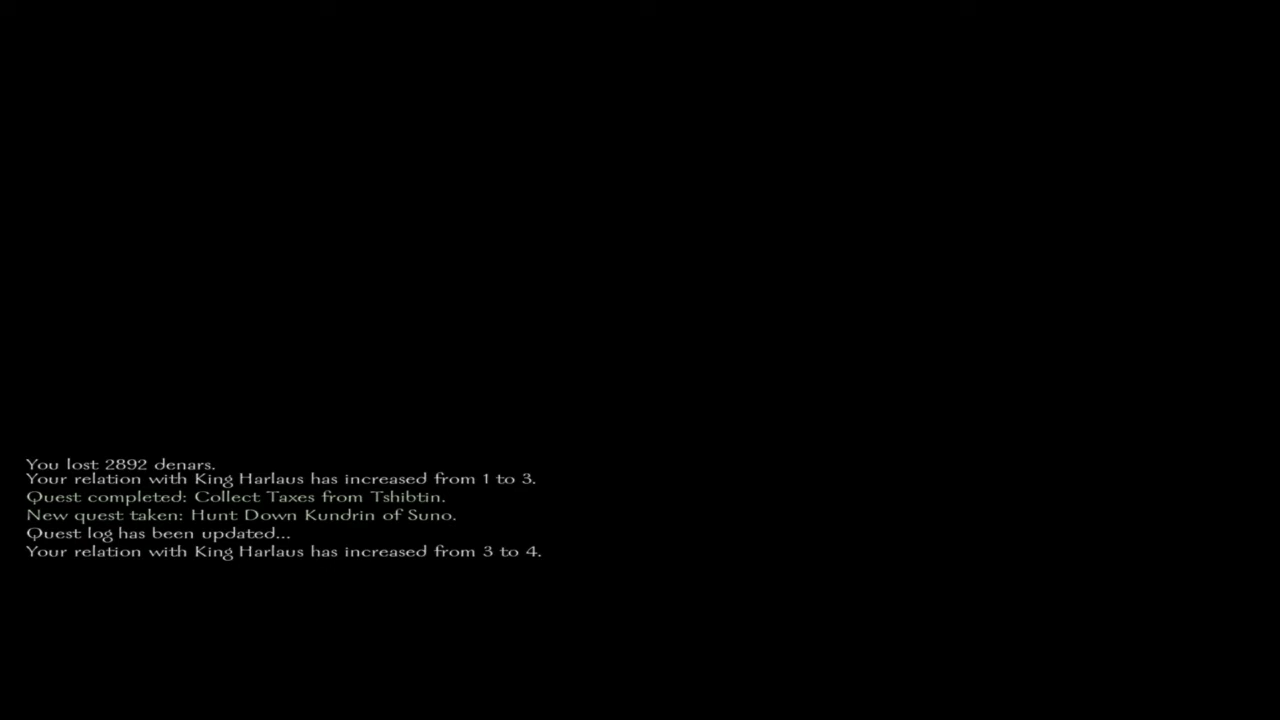 You lost 2892 denars.
Your relation with King Harlaus has increased from 1 to 3.
Quest completed: Collect Taxes from Tshibtin.
New quest taken: Hunt Down Kundrin of Suno.
Quest log has been updated...
Your relation with King Harlaus has increased from 3 to 4.